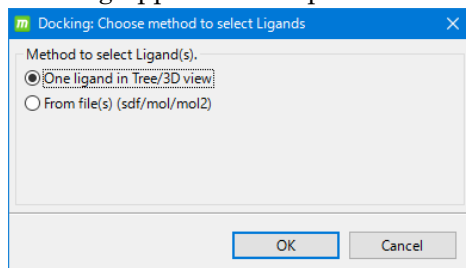 Docking: Choose method to select Ligands
Method to select Ligand(s).
One ligand in Tree/3D view
From file(s) (sdf/mol/mol2)
OK Cancel